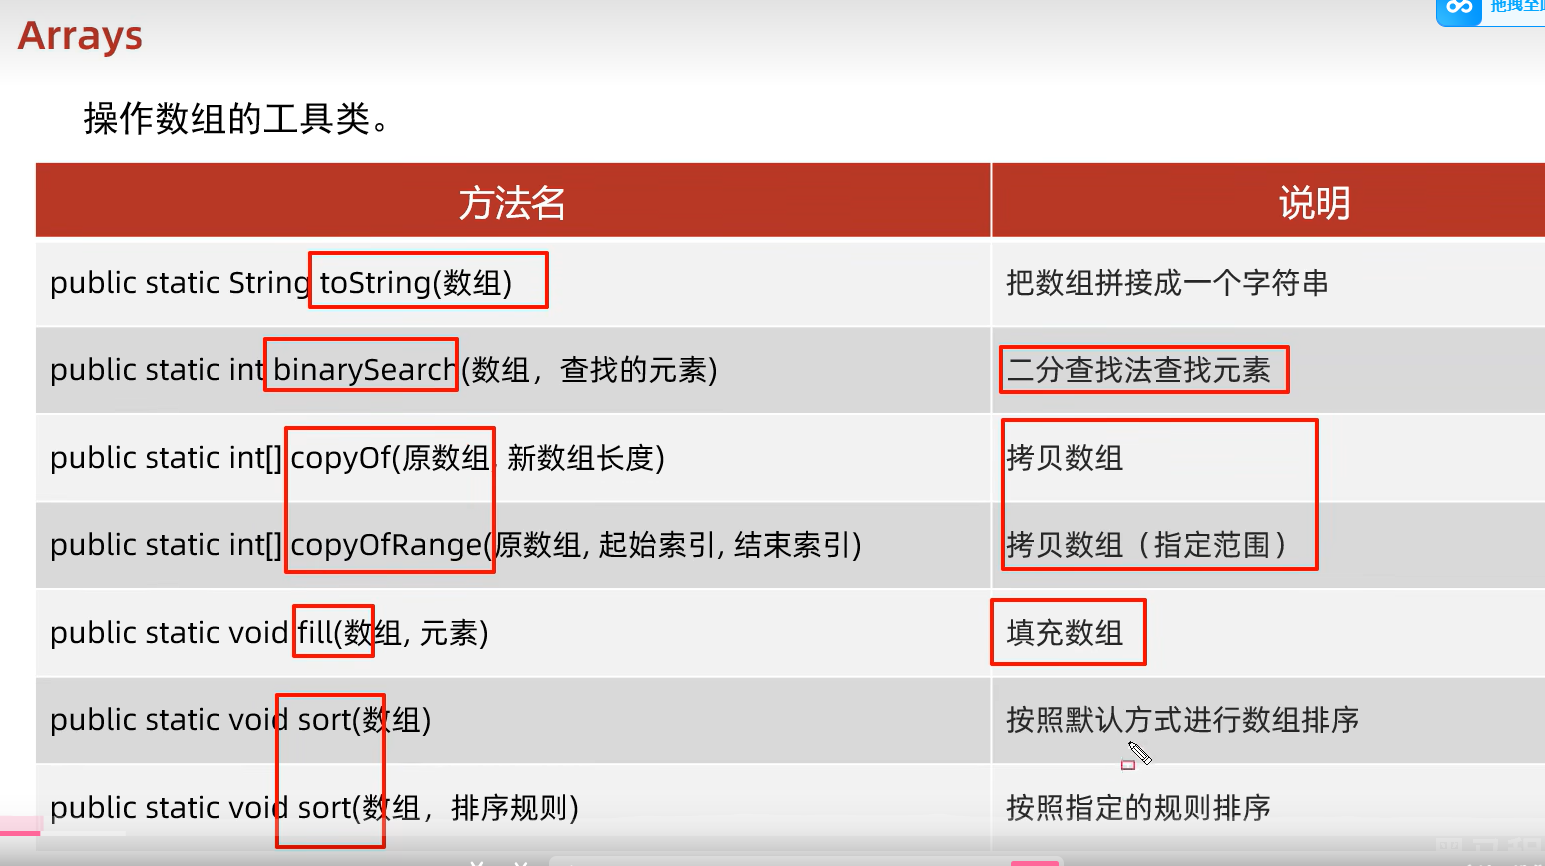 Arrays
操作数组的工具类。
方法名 说明
public static String toString(数组) 把数组拼接成一个字符串
public static int binarySearch(数组，查找的元素) 二分查找法查找元素
public static int[] copyOf(原数组, 新数组长度) 拷贝数组
public static int[] copyOfRange(原数组, 起始索引, 结束索引) 拷贝数组（指定范围）
public static void fill(数组, 元素) 填充数组
public static void sort(数组) 按照默认方式进行数组排序
public static void sort(数组，排序规则) 按照指定的规则排序